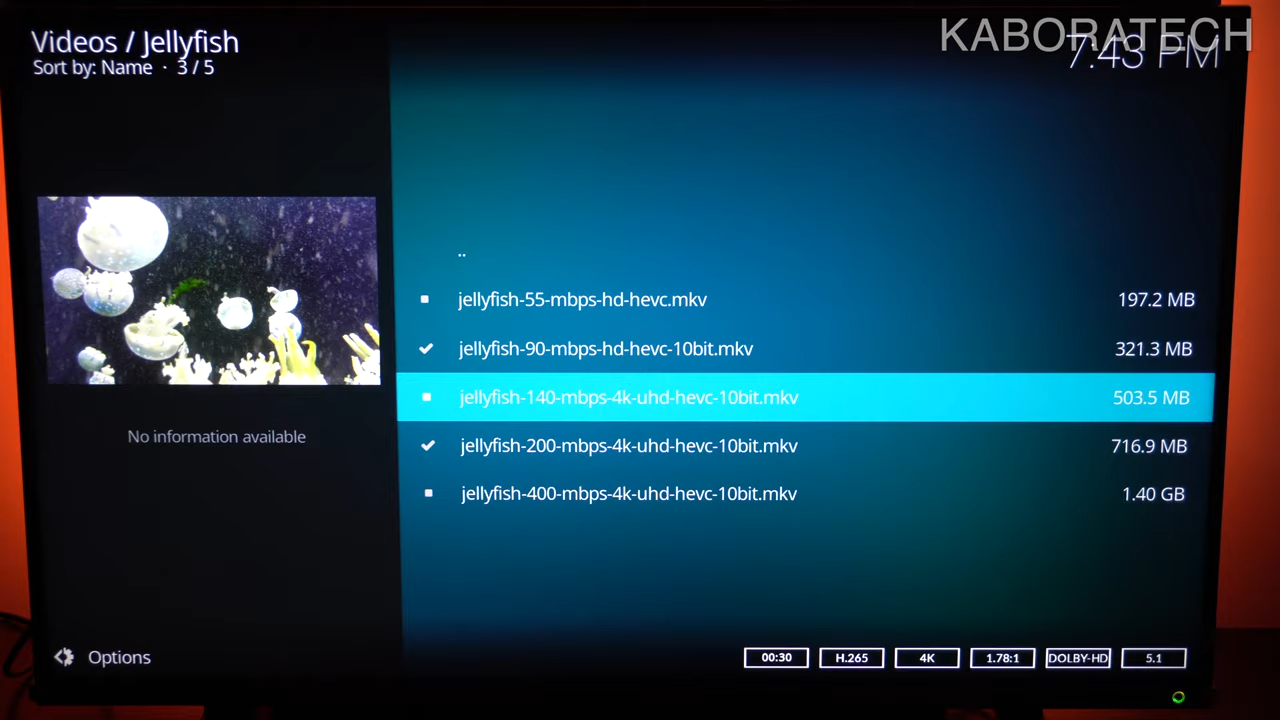 Videos / Jellyfish
Sort by: Name · 3 / 5
KABORATECH
7:43 PM
..
jellyfish-55-mbps-hd-hevc.mkv 197.2 MB
jellyfish-90-mbps-hd-hevc-10bit.mkv 321.3 MB
jellyfish-140-mbps-4k-uhd-hevc-10bit.mkv 503.5 MB
jellyfish-200-mbps-4k-uhd-hevc-10bit.mkv 716.9 MB
jellyfish-400-mbps-4k-uhd-hevc-10bit.mkv 1.40 GB
No information available
Options
00:30 H.265 4K 1.78:1 DOLBY-HD 5.1